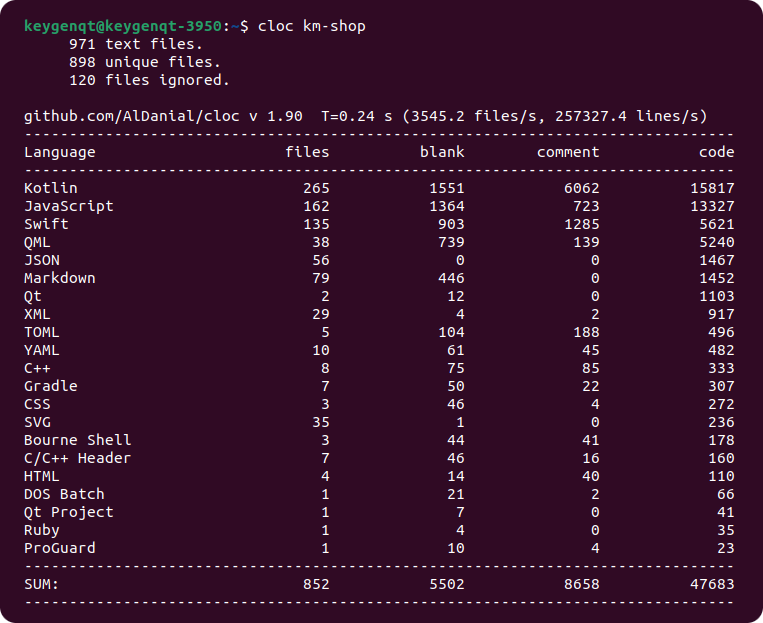 keygenqt@keygenqt-3950:~$ cloc km-shop
     971 text files.
     898 unique files.
     120 files ignored.

github.com/AlDanial/cloc v 1.90  T=0.24 s (3545.2 files/s, 257327.4 lines/s)
-------------------------------------------------------------------------------
Language                     files          blank        comment           code
-------------------------------------------------------------------------------
Kotlin                         265           1551           6062          15817
JavaScript                     162           1364            723          13327
Swift                          135            903           1285           5621
QML                             38            739            139           5240
JSON                            56              0              0           1467
Markdown                        79            446              0           1452
Qt                               2             12              0           1103
XML                             29              4              2            917
TOML                             5            104            188            496
YAML                            10             61             45            482
C++                              8             75             85            333
Gradle                           7             50             22            307
CSS                              3             46              4            272
SVG                             35              1              0            236
Bourne Shell                     3             44             41            178
C/C++ Header                     7             46             16            160
HTML                             4             14             40            110
DOS Batch                        1             21              2             66
Qt Project                       1              7              0             41
Ruby                             1              4              0             35
ProGuard                         1             10              4             23
-------------------------------------------------------------------------------
SUM:                           852           5502           8658          47683
-------------------------------------------------------------------------------